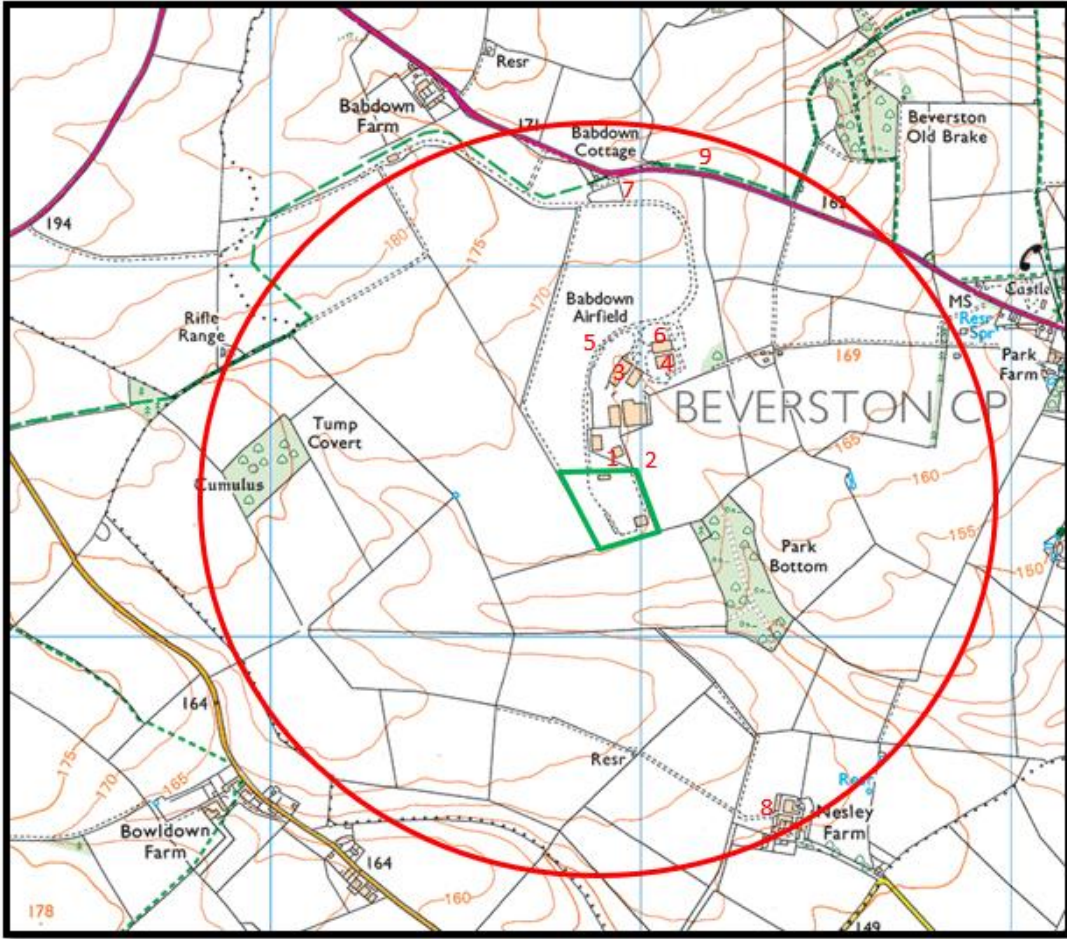 Resr
Babdown
Farm
171
Babdown
Cottage
Beverston
Old Brake
9
7
162
194
180
175
170
Babdown
Airfield
Rifle
Range
MS
Castle
Resr
Spr
Park
Farm
5
6
3
4
169
BEVERSTON CP
Tump
Covert
Cumulus
165
160
155
150
1
2
Park
Bottom
164
175
170
165
Resr
Resr
8
Nesley
Farm
Bowldown
Farm
164
160
178
149